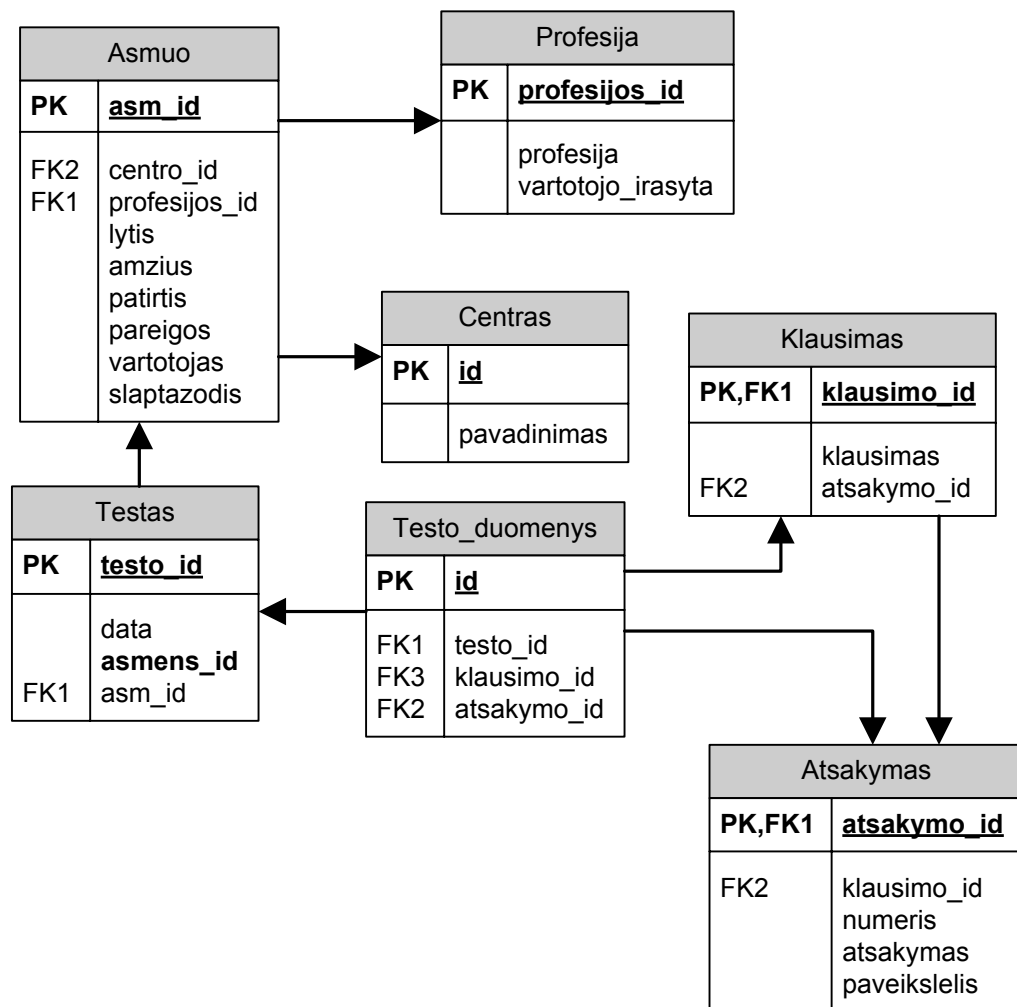 Asmuo
PK asm_id
FK2 centro_id
FK1 profesijos_id
lytis
amzius
patirtis
pareigos
vartotojas
slaptazodis
Profesija
PK profesijos_id
profesija
vartotojo_irasyta
Centras
PK id
pavadinimas
Klausimas
PK,FK1 klausimo_id
klausimas
FK2 atsakymo_id
Testas
PK testo_id
data
asmens_id
FK1 asm_id
Testo_duomenys
PK id
FK1 testo_id
FK3 klausimo_id
FK2 atsakymo_id
Atsakymas
PK,FK1 atsakymo_id
FK2 klausimo_id
numeris
atsakymas
paveikslelis